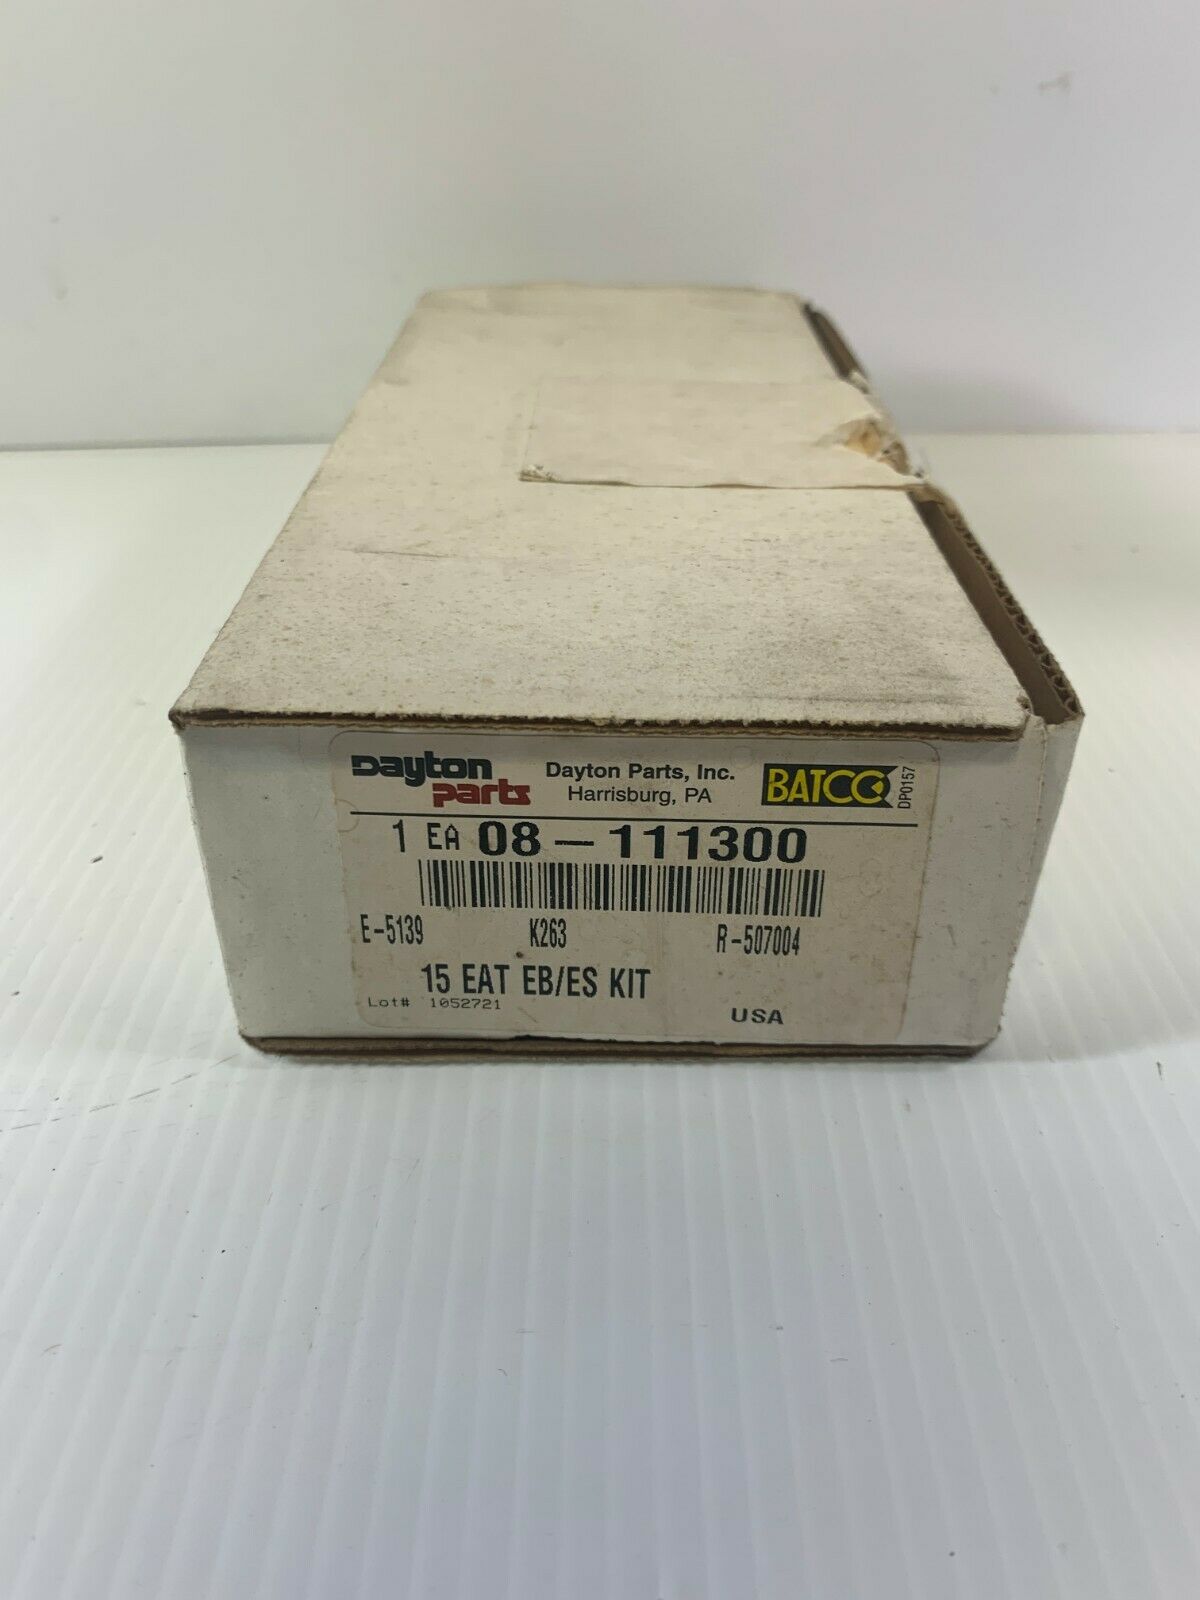 Dayton Parts
Dayton Parts, Inc.
Harrisburg, PA
BATCO
DP0157
1 EA 08-111300
E-5139 K263 R-507004
15 EAT EB/ES KIT
Lot# 1052721
USA